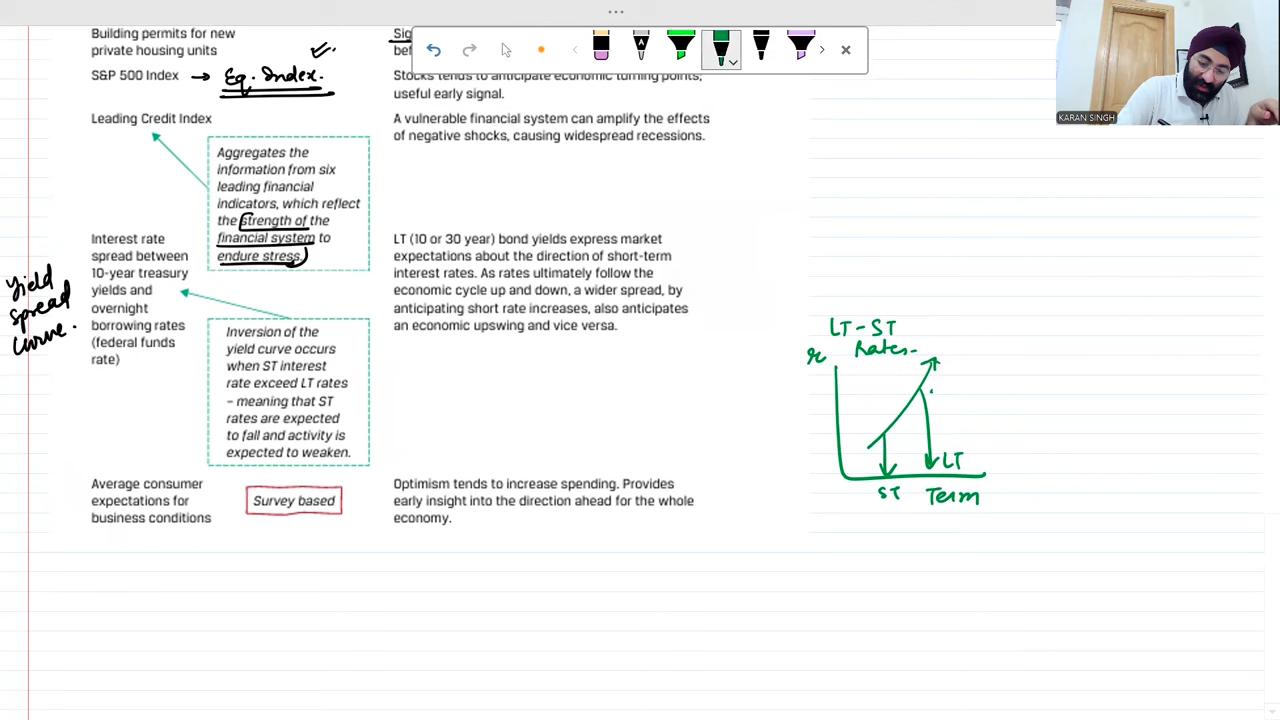 Building permits for new
private housing units
Sig
bef
S&P 500 Index → Eq. Index.
Stocks tends to anticipate economic turning points;
useful early signal.
Leading Credit Index
A vulnerable financial system can amplify the effects
of negative shocks, causing widespread recessions.
Aggregates the
information from six
leading financial
indicators, which reflect
the strength of the
financial system to
endure stress.
Interest rate
spread between
10-year treasury
yields and
overnight
borrowing rates
(federal funds
rate)
Yield
spread
curve.
LT (10 or 30 year) bond yields express market
expectations about the direction of short-term
interest rates. As rates ultimately follow the
economic cycle up and down, a wider spread, by
anticipating short rate increases, also anticipates
an economic upswing and vice versa.
Inversion of the
yield curve occurs
when ST interest
rate exceed LT rates
– meaning that ST
rates are expected
to fall and activity is
expected to weaken.
LT - ST
Rates-
r
LT
ST Term
Average consumer
expectations for
business conditions
Survey based
Optimism tends to increase spending. Provides
early insight into the direction ahead for the whole
economy.
KARAN SINGH